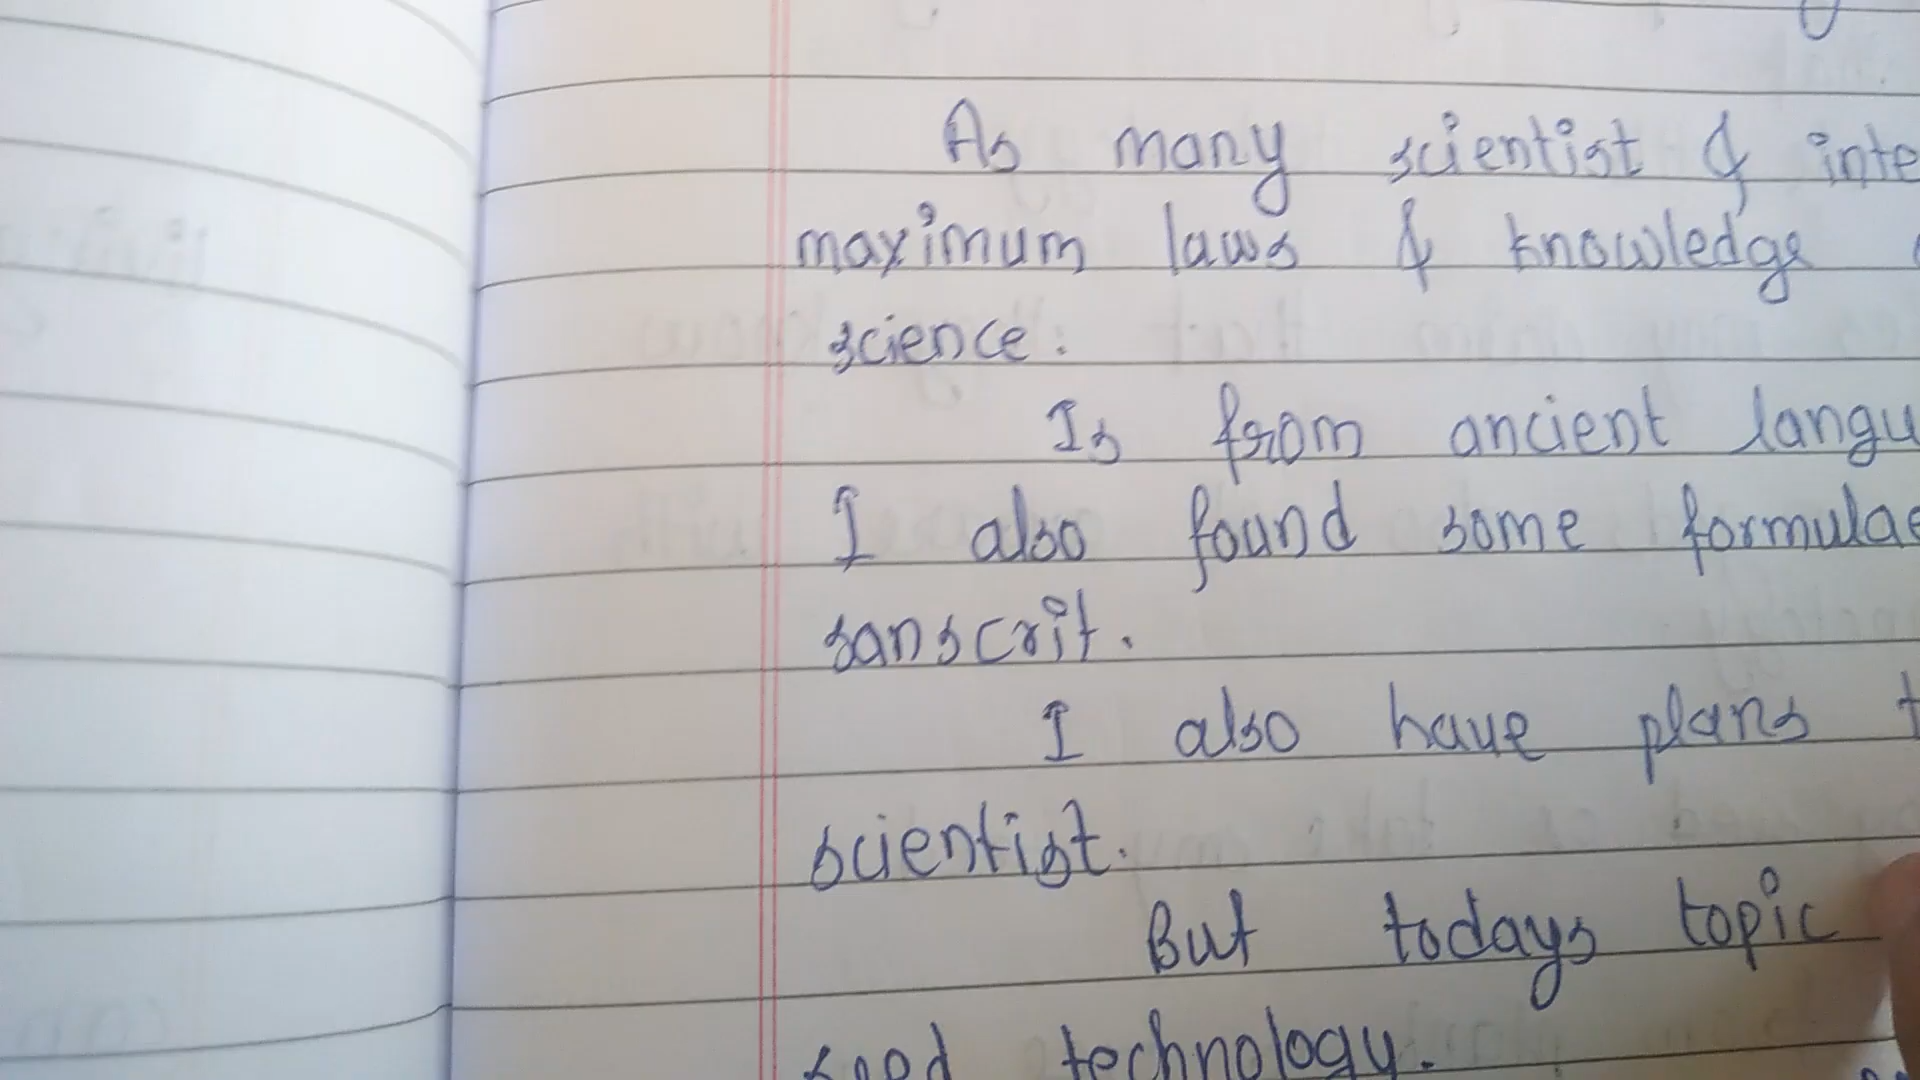 As many scientist & inte
maximum laws & knowledge
science.
Is from ancient langu
I also found some formulae
sanscrit.
I also have plans t
scientist.
But todays topic
technology.